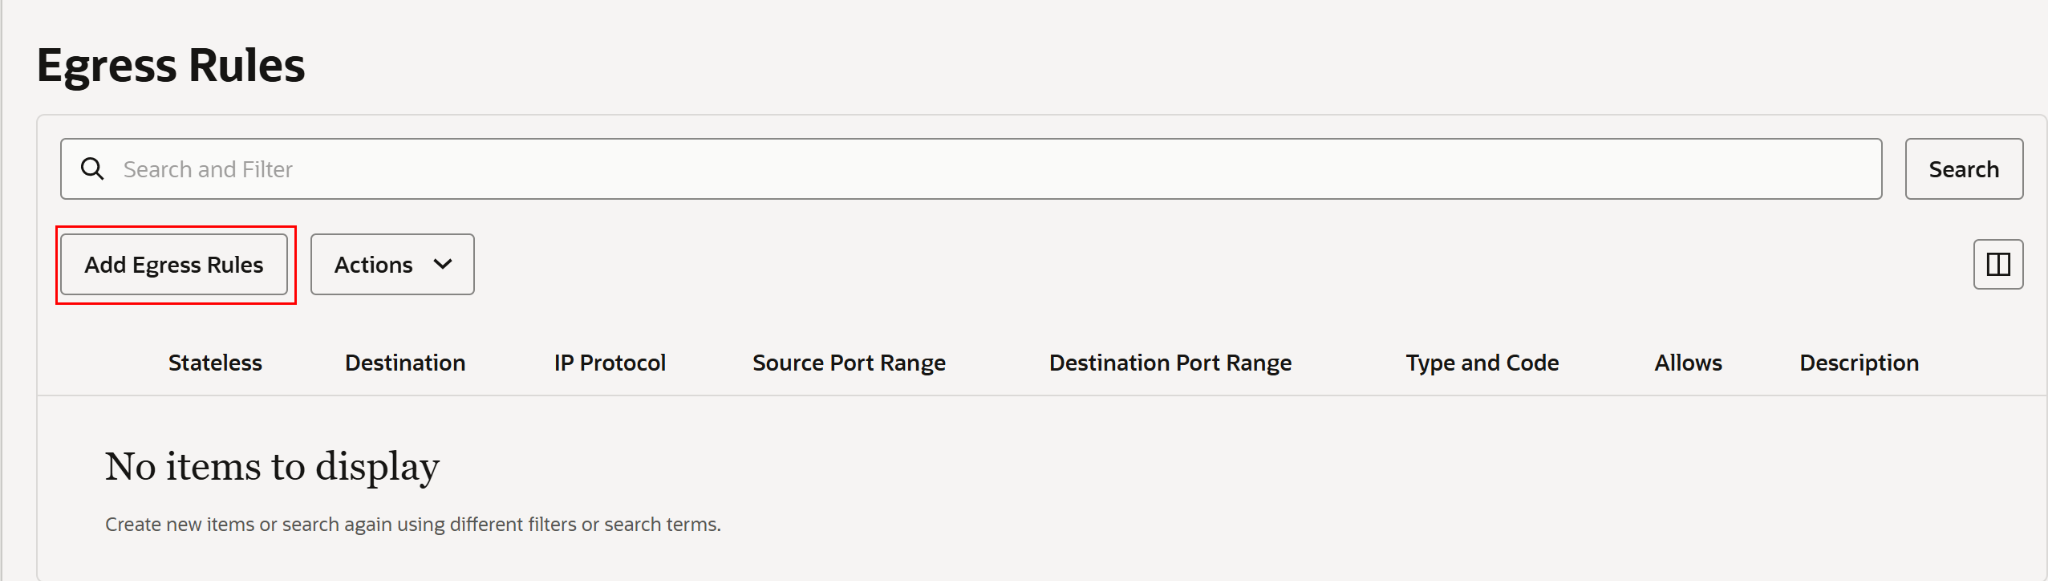 Egress Rules
Search and Filter
Search
Add Egress Rules
Actions
Stateless Destination IP Protocol Source Port Range Destination Port Range Type and Code Allows Description
No items to display
Create new items or search again using different filters or search terms.